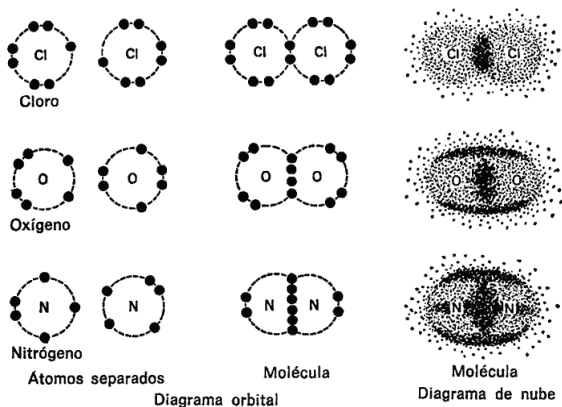 Cl Cl Cl Cl Cl Cl
Cloro
O O O O O O
Oxígeno
N N N N N N
Nitrógeno
Átomos separados Molécula Molécula
Diagrama orbital Diagrama de nube